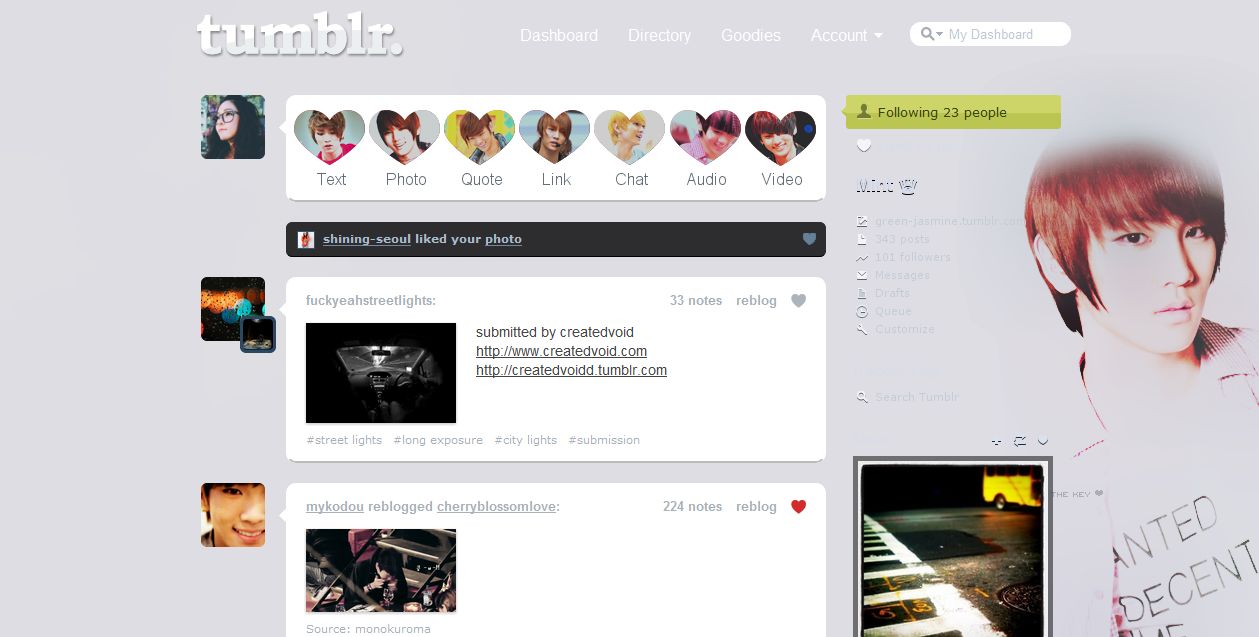 tumblr.
Dashboard Directory Goodies Account
My Dashboard
Text Photo Quote Link Chat Audio Video
Following 23 people
shining-seoul liked your photo
Mint
green-jasmine.tumblr.com
343 posts
101 followers
Messages
Drafts
Queue
Customize
Search Tumblr
fuckyeahstreetlights:
33 notes reblog
submitted by createdvoid
http://www.createdvoid.com
http://createdvoidd.tumblr.com
#street lights #long exposure #city lights #submission
mykodou reblogged cherryblossomlove:
224 notes reblog
Source: monokuroma
THE KEY ❤
WANTED
DECENT
THE